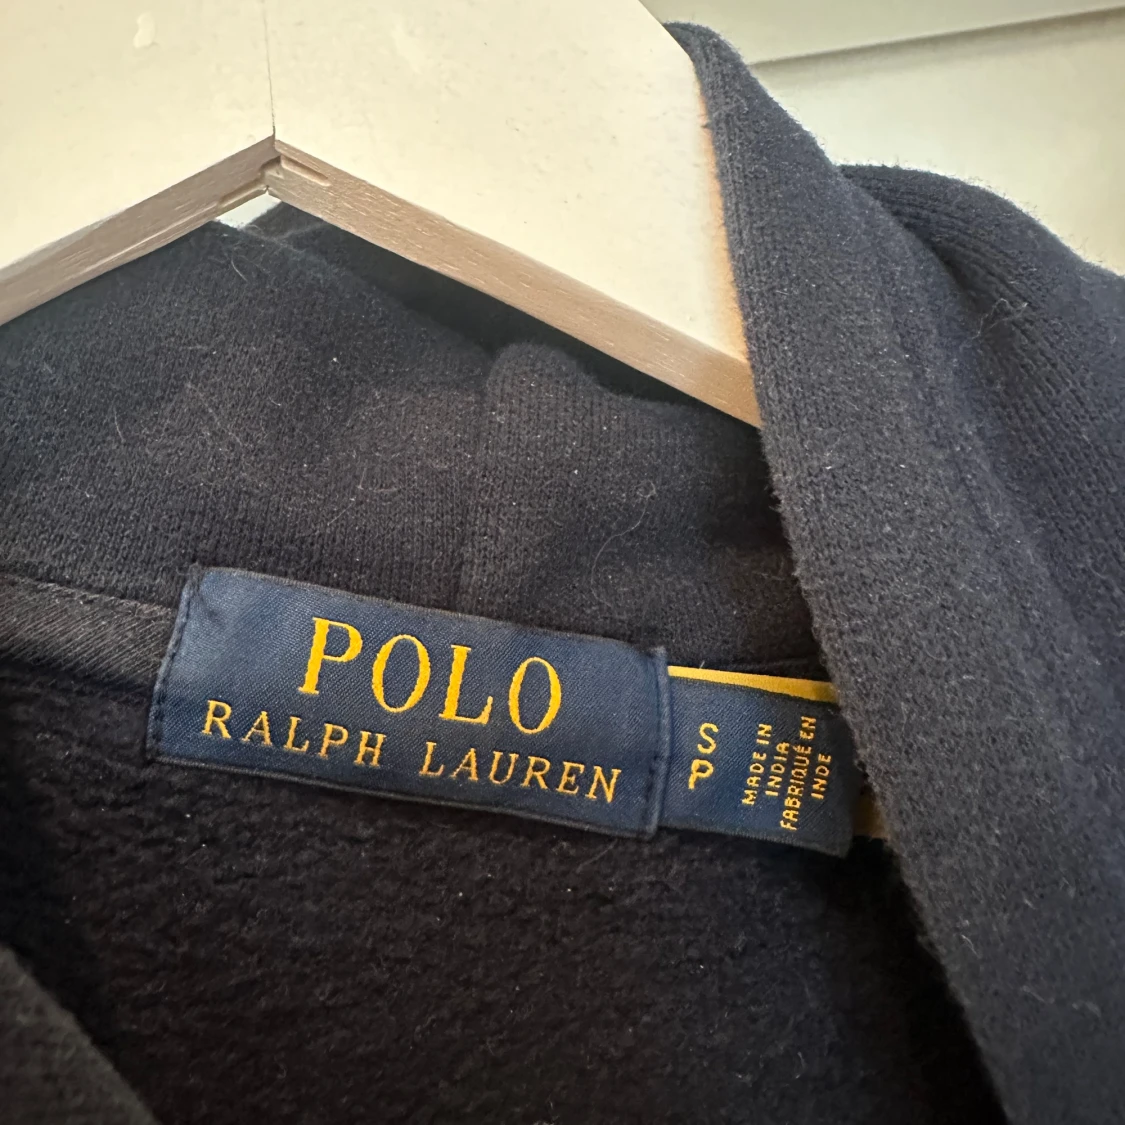 POLO
RALPH LAUREN
S
P
MADE IN
INDIA
FABRIQUÉ EN
INDE